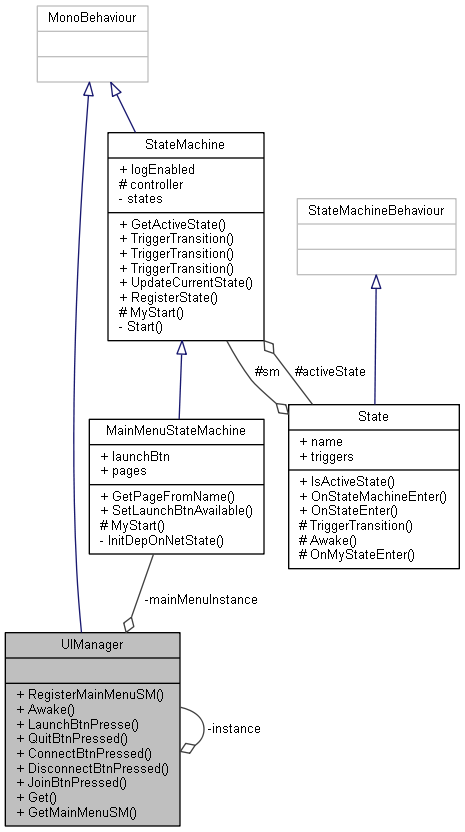 MonoBehaviour
StateMachine
+ logEnabled
# controller
- states
+ GetActiveState()
+ TriggerTransition()
+ TriggerTransition()
+ TriggerTransition()
+ UpdateCurrentState()
+ RegisterState()
# MyStart()
- Start()
StateMachineBehaviour
#sm
#activeState
MainMenuStateMachine
+ launchBtn
+ pages
+ GetPageFromName()
+ SetLaunchBtnAvailable()
# MyStart()
- InitDepOnNetState()
State
+ name
+ triggers
+ IsActiveState()
+ OnStateMachineEnter()
+ OnStateEnter()
# TriggerTransition()
# Awake()
# OnMyStateEnter()
-mainMenuInstance
UIManager
+ RegisterMainMenuSM()
+ Awake()
+ LaunchBtnPresse()
+ QuitBtnPressed()
+ ConnectBtnPressed()
+ DisconnectBtnPressed()
+ JoinBtnPressed()
+ Get()
+ GetMainMenuSM()
-instance